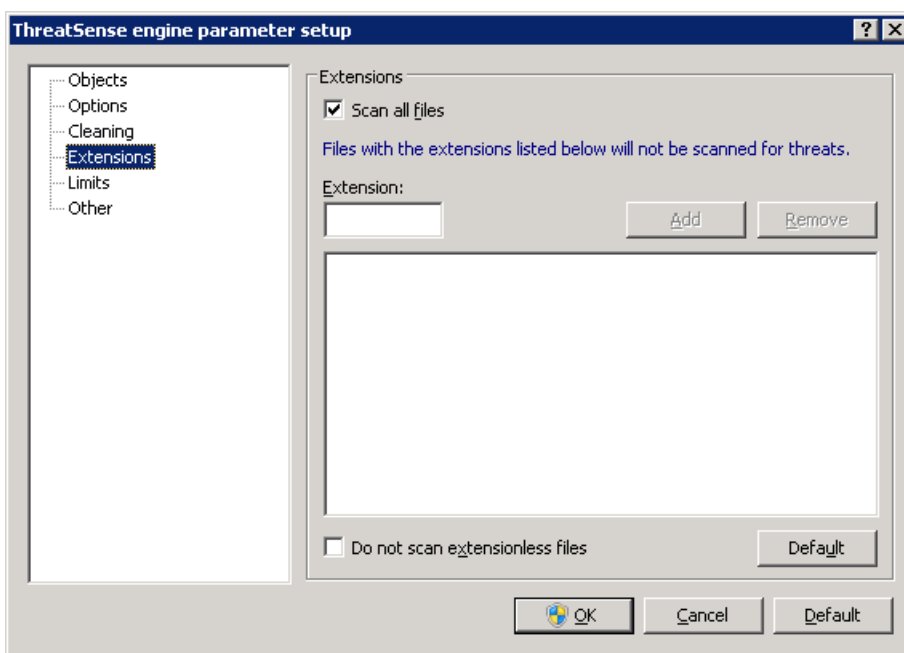 ThreatSense engine parameter setup
Objects
Options
Cleaning
Extensions
Limits
Other
Extensions
Scan all files
Files with the extensions listed below will not be scanned for threats.
Extension:
Add
Remove
Do not scan extensionless files
Default
OK
Cancel
Default